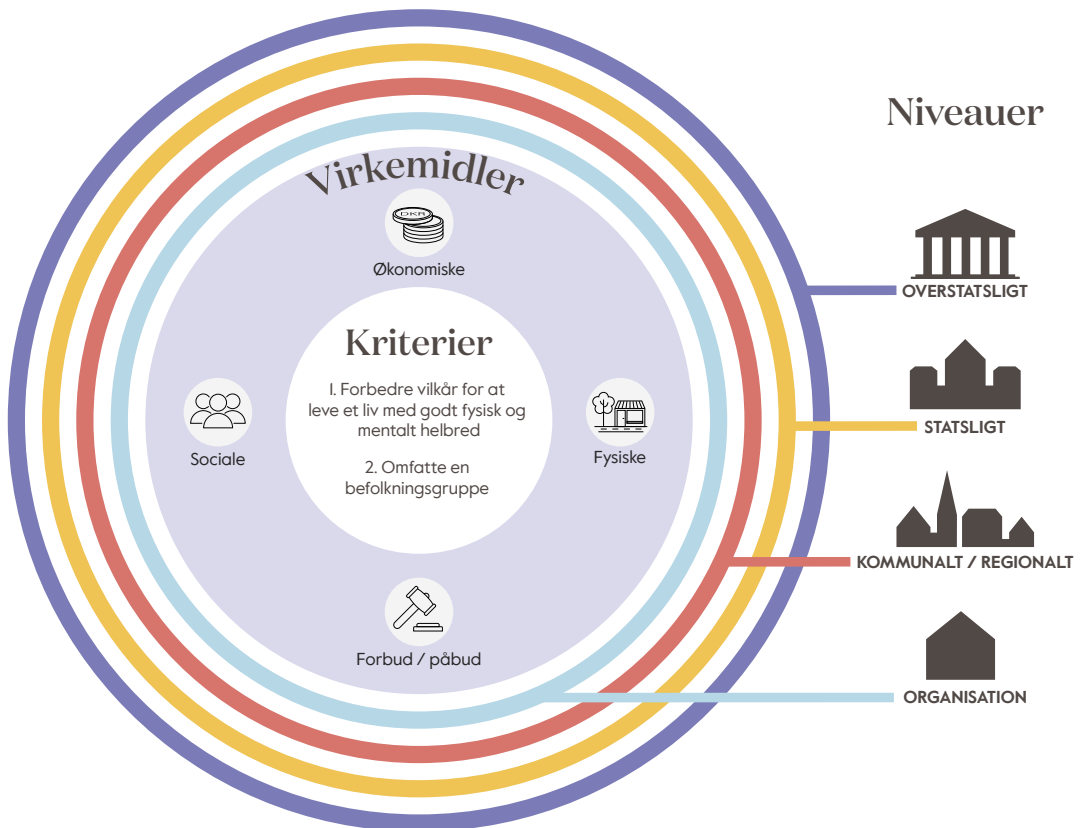 Niveauer
Virkemidler
DKR
Økonomiske
Kriterier
1. Forbedre vilkår for at
leve et liv med godt fysisk og
mentalt helbred
2. Omfatte en
befolkningsgruppe
Sociale
Fysiske
Forbud / påbud
OVERSTATSLIGT
STATSLIGT
KOMMUNALT / REGIONALT
ORGANISATION